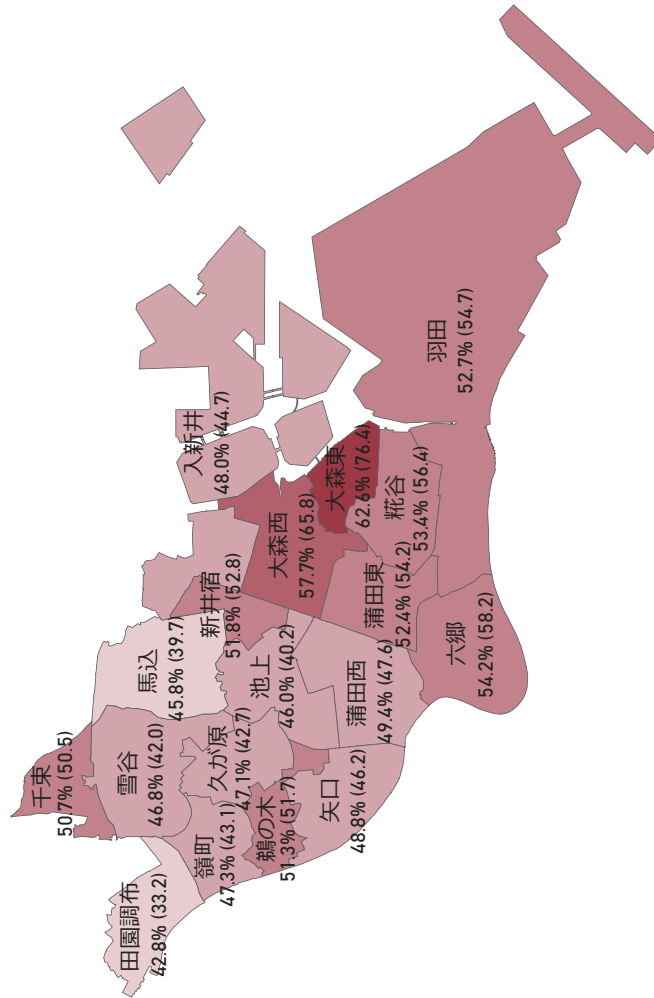 千束
50.7% (50.5)
田園調布
42.8% (33.2)
雪谷
46.8% (42.0)
馬込
45.8% (39.7)
嶺町
47.3% (43.1)
久が原
47.1% (42.7)
鵜の木
51.3% (51.7)
池上
46.0% (40.2)
新井宿
51.8% (52.8)
入新井
48.0% (44.7)
矢口
48.8% (46.2)
蒲田西
49.4% (47.6)
大森西
57.7% (65.8)
大森東
62.6% (76.4)
蒲田東
52.4% (54.2)
糀谷
53.4% (56.4)
六郷
54.2% (58.2)
羽田
52.7% (54.7)